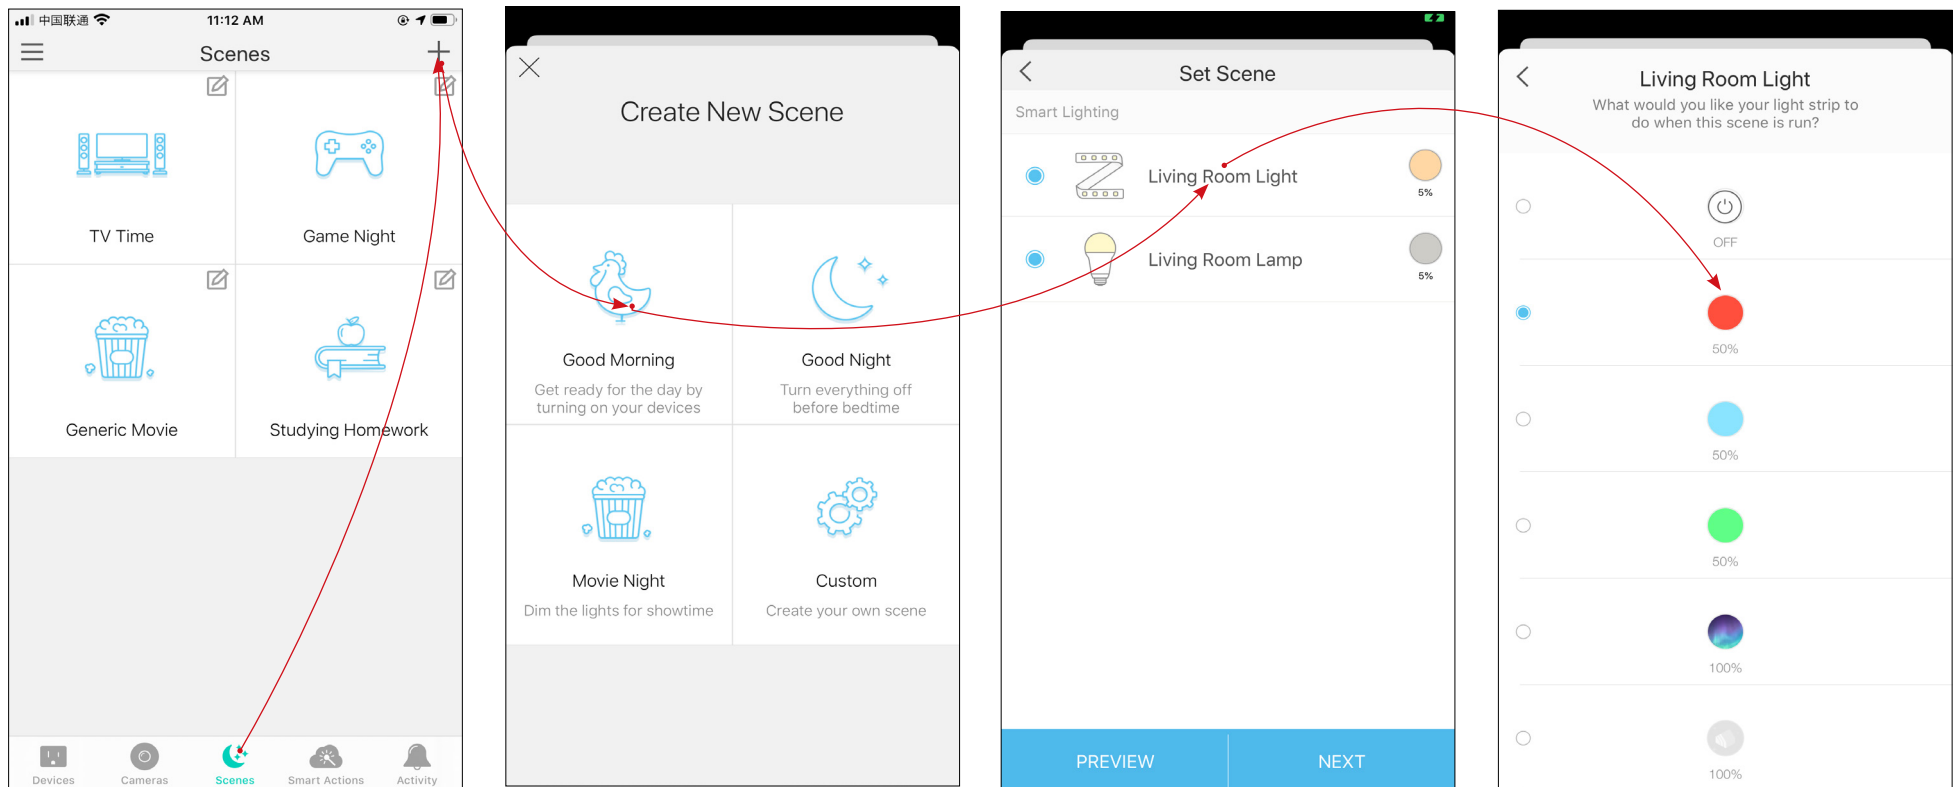 中国联通
11:12 AM
Scenes
TV Time
Game Night
Generic Movie
Studying Homework
Devices
Cameras
Scenes
Smart Actions
Activity
Create New Scene
Good Morning
Get ready for the day by
turning on your devices
Good Night
Turn everything off
before bedtime
Movie Night
Dim the lights for showtime
Custom
Create your own scene
Set Scene
Smart Lighting
Living Room Light
5%
Living Room Lamp
5%
PREVIEW
NEXT
Living Room Light
What would you like your light strip to
do when this scene is run?
OFF
50%
50%
50%
100%
100%